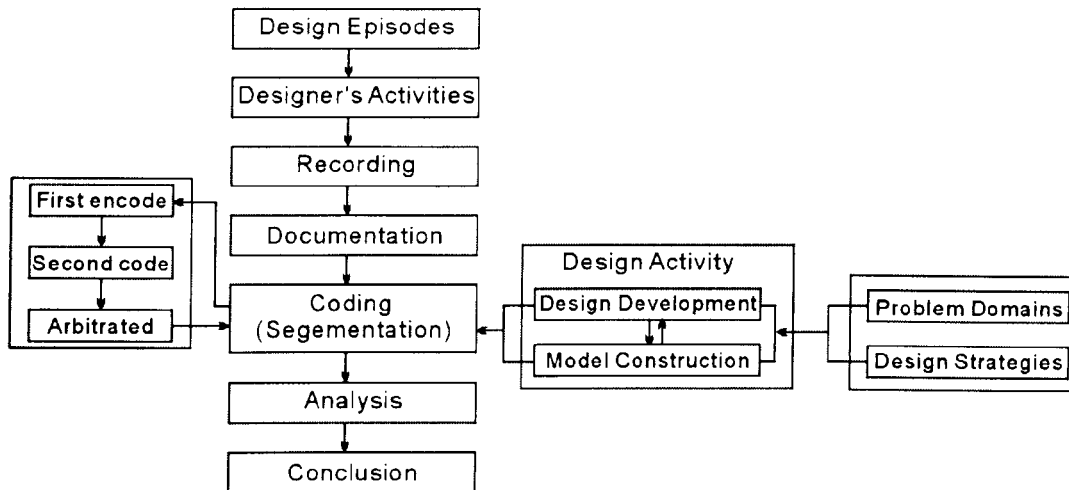 Design Episodes
Designer's Activities
Recording
Documentation
Coding
(Segementation)
Analysis
Conclusion
First encode
Second code
Arbitrated
Design Activity
Design Development
Model Construction
Problem Domains
Design Strategies